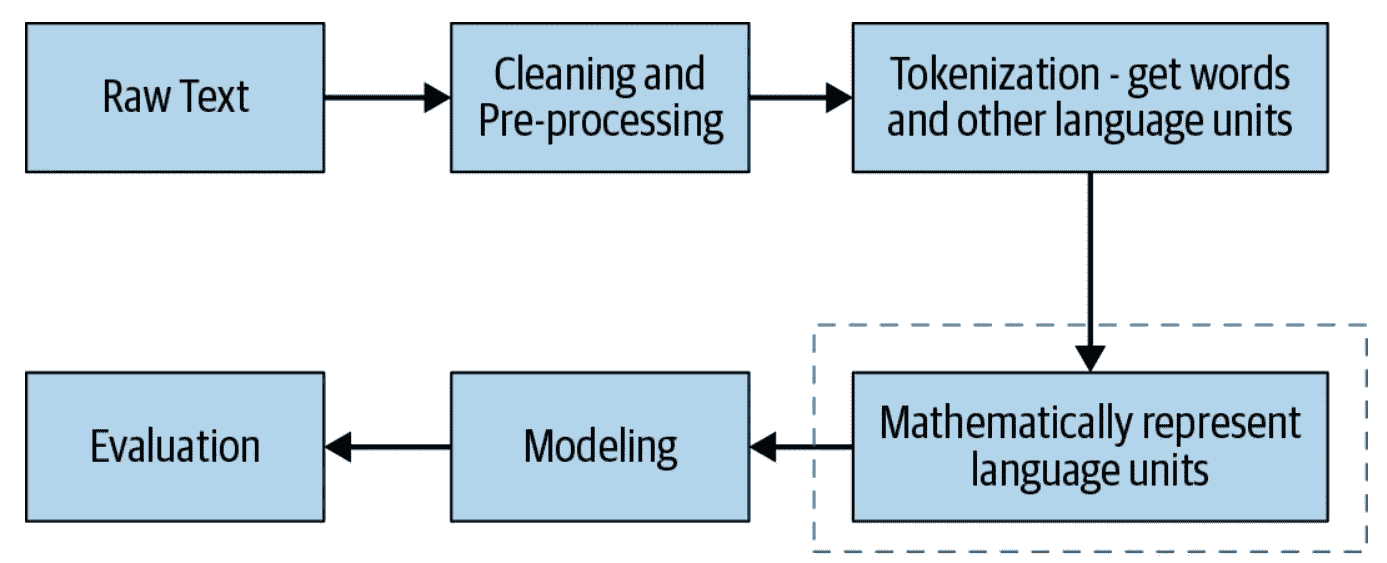 Raw Text
Cleaning and
Pre-processing
Tokenization - get words
and other language units
Mathematically represent
language units
Modeling
Evaluation